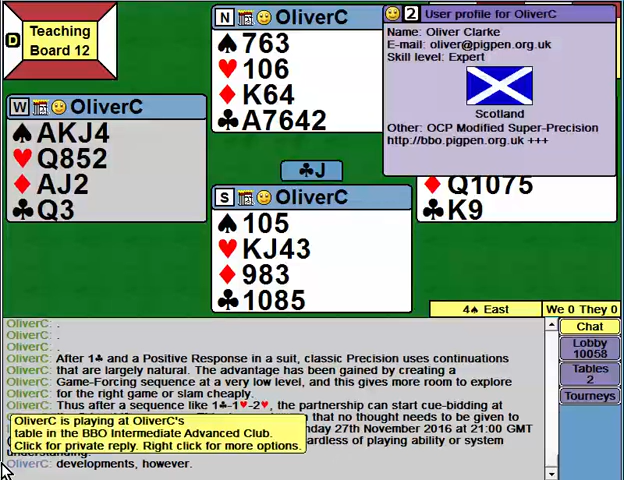 D
Teaching
Board 12
N OliverC
♠ 763
♥ 106
♦ K64
♣ A7642
2 User profile for OliverC
Name: Oliver Clarke
E-mail: oliver@pigpen.org.uk
Skill level: Expert
Scotland
Other: OCP Modified Super-Precision
http://bbo.pigpen.org.uk +++
W OliverC
♠ AKJ4
♥ Q852
♦ AJ2
♣ Q3
♣J
♦ Q1075
♣ K9
S OliverC
♠ 105
♥ KJ43
♦ 983
♣ 1085
4♠ East
We 0 They 0
OliverC: .
OliverC: .
OliverC: .
OliverC: After 1♣ and a Positive Response in a suit, classic Precision uses continuations
OliverC: that are largely natural. The advantage has been gained by creating a
OliverC: Game-Forcing sequence at a very low level, and this gives more room to explore
OliverC: for the right game or slam cheaply.
OliverC: Thus after a sequence like 1♣-1♥-2♥, the partnership can start cue-bidding at
that no thought needs to be given to
nday 27th November 2016 at 21:00 GMT
ardless of playing ability or system
understanding.
OliverC: developments, however.
OliverC is playing at OliverC's
table in the BBO Intermediate Advanced Club.
Click for private reply. Right click for more options.
Chat
Lobby
10058
Tables
2
Tourneys